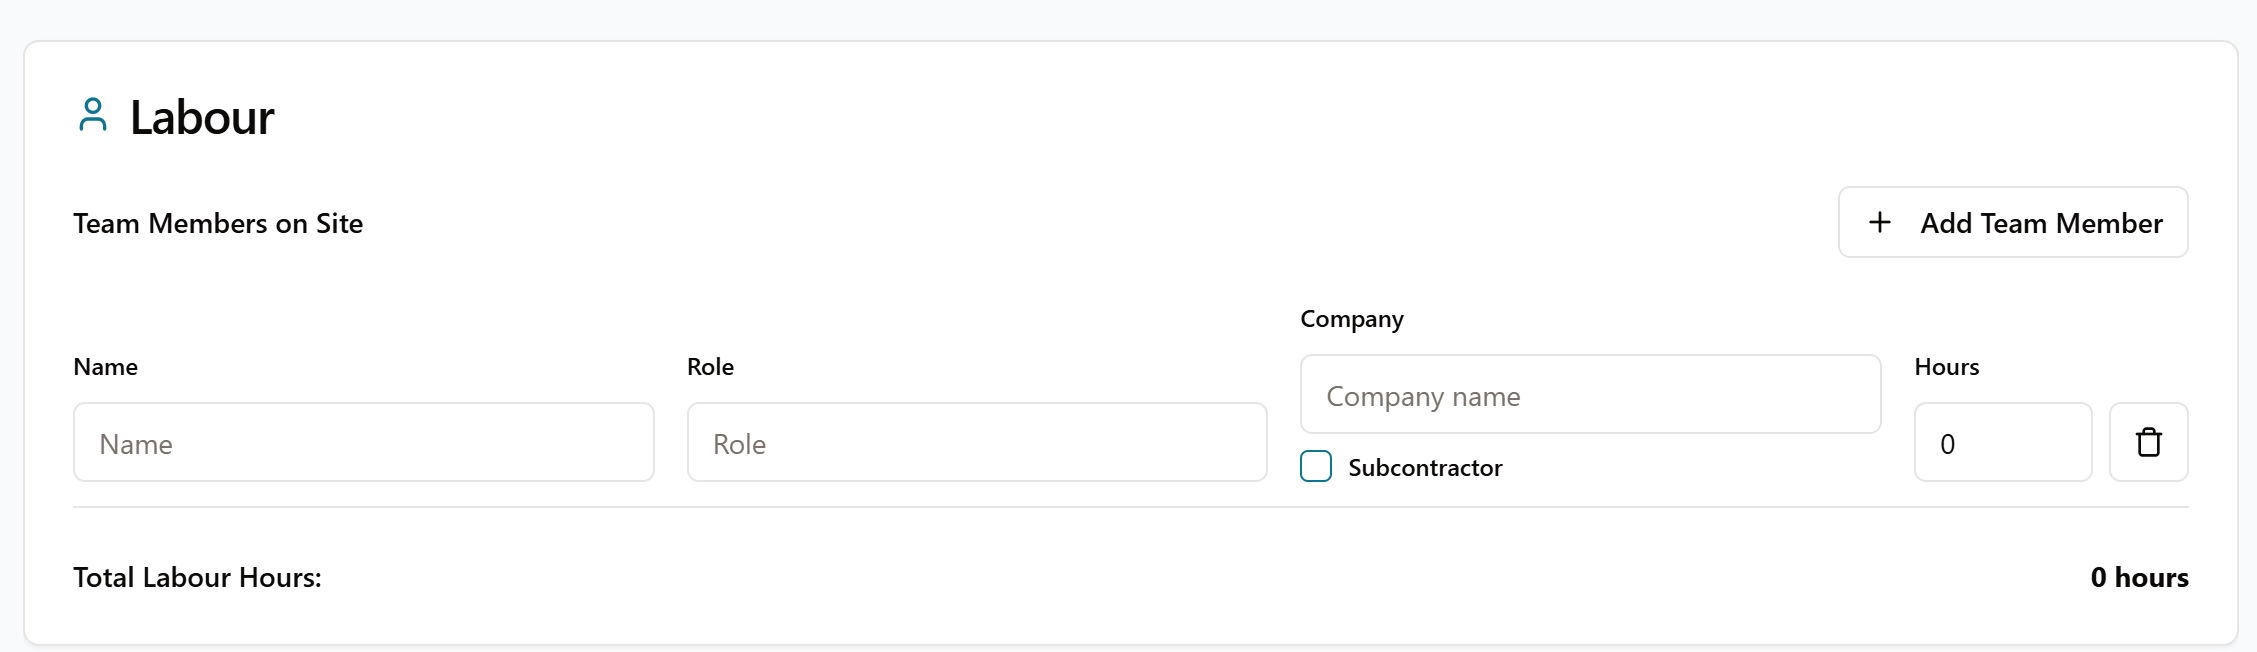 Labour
Team Members on Site
Add Team Member
Name
Role
Company
Hours
Name
Role
Company name
0
Subcontractor
Total Labour Hours:
0 hours